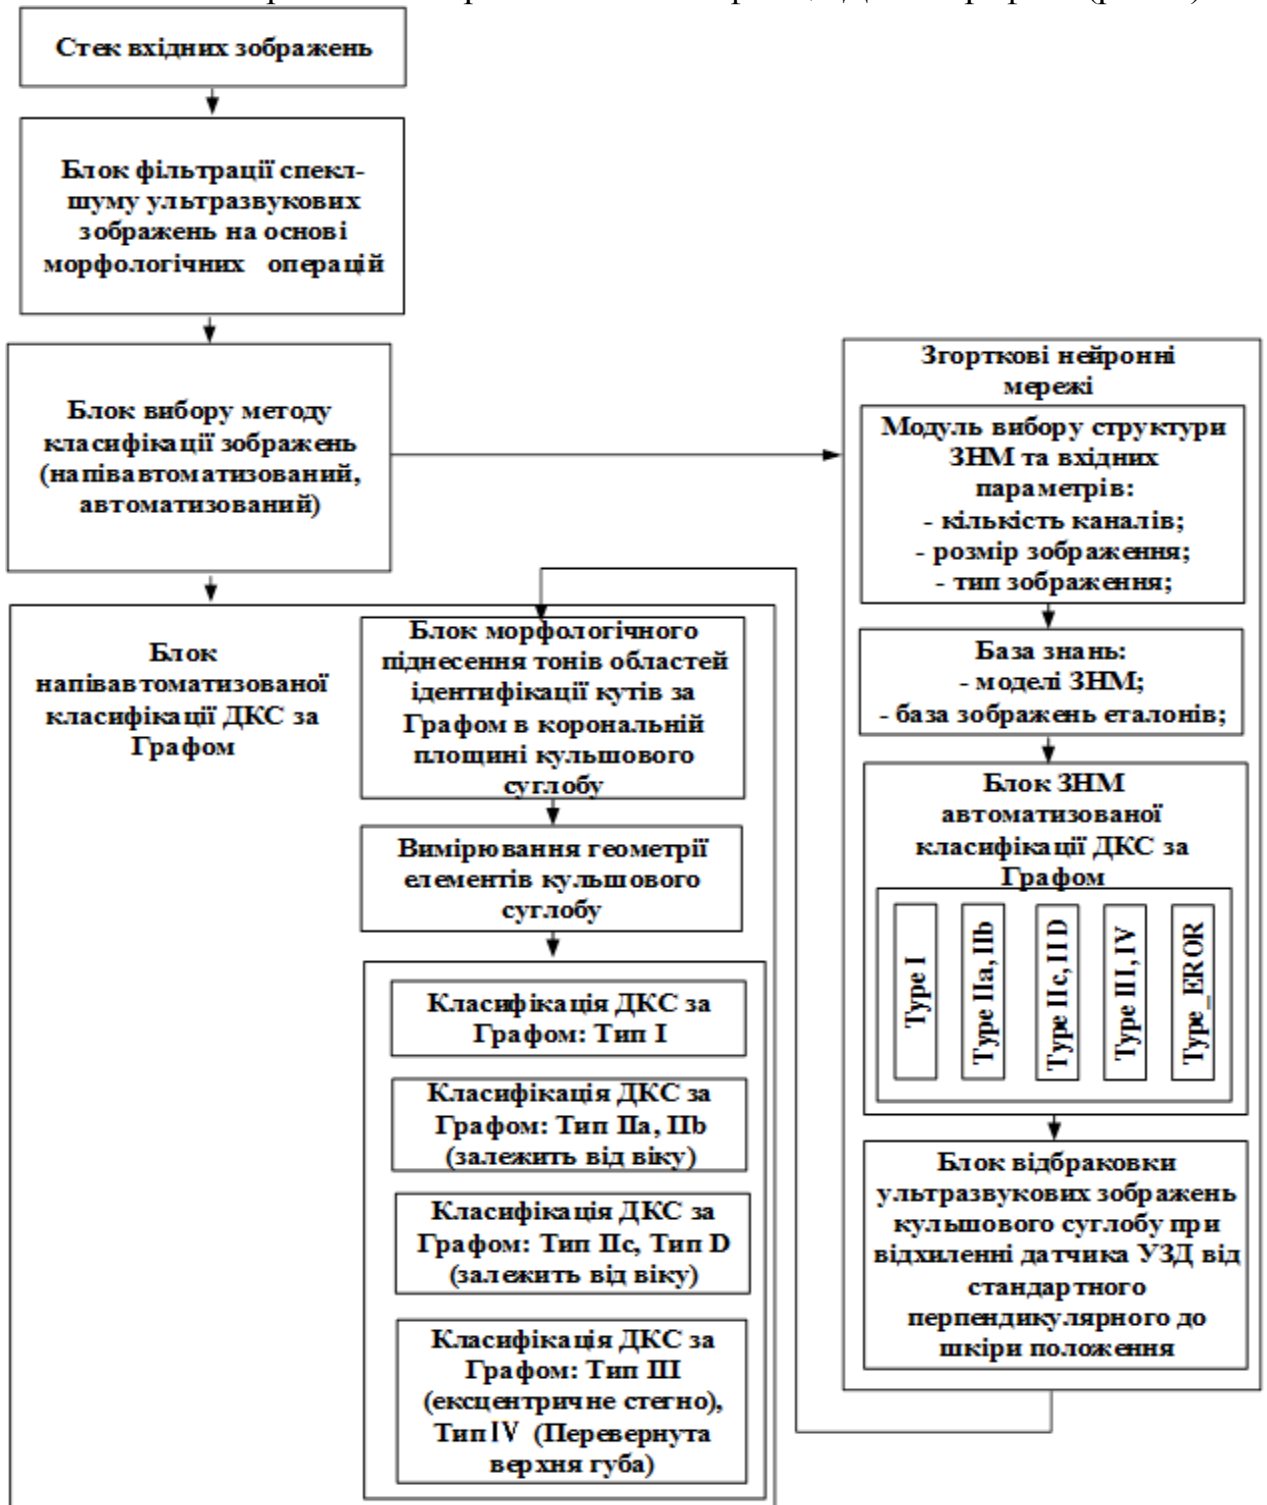 Стек вхідних зображень
Блок фільтрації спекл-
шуму ультразвукових
зображень на основі
морфологічних операцій
Блок вибору методу
класифікації зображень
(напівавтоматизований,
автоматизований)
Блок
напівавтоматизованої
класифікації ДКС за
Графом
Блок морфологічного
піднесення тонів областей
ідентифікації кутів за
Графом в корональній
площині кульшового
суглобу
Вимірювання геометрії
елементів кульшового
суглобу
Класифікація ДКС за
Графом: Тип I
Класифікація ДКС за
Графом: Тип IIa, IIb
(залежить від віку)
Класифікація ДКС за
Графом: Тип IIc, Тип D
(залежить від віку)
Класифікація ДКС за
Графом: Тип III
(ексцентричне стегно),
Тип IV (Перевернута
верхня губа)
Згорткові нейронні
мережі
Модуль вибору структури
ЗНМ та вхідних
параметрів:
- кількість каналів;
- розмір зображення;
- тип зображення;
База знань:
- моделі ЗНМ;
- база зображень еталонів;
Блок ЗНМ
автоматизованої
класифікації ДКС за
Графом
Type I
Type IIa, IIb
Type IIc, II D
Type III, IV
Type_EROR
Блок відбраковки
ультразвукових зображень
кульшового суглобу при
відхиленні датчика УЗД від
стандартного
перпендикулярного до
шкіри положення